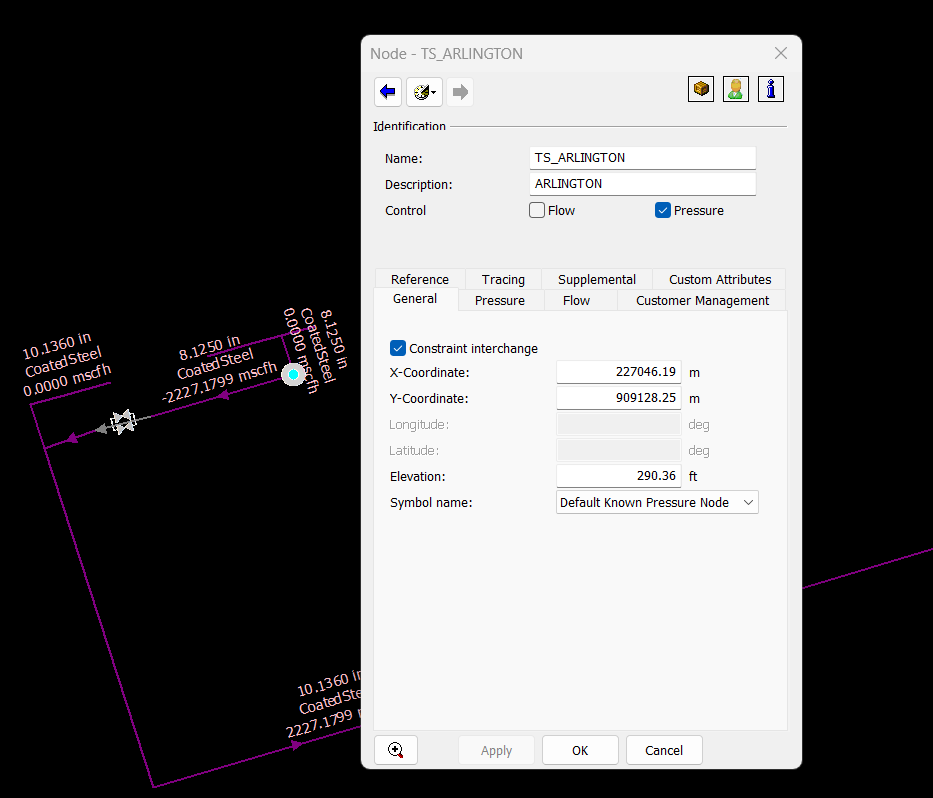 Node - TS_ARLINGTON
Identification
Name: TS_ARLINGTON
Description: ARLINGTON
Control Flow Pressure
Reference Tracing Supplemental Custom Attributes
General Pressure Flow Customer Management
Constraint interchange
X-Coordinate: 227046.19 m
Y-Coordinate: 909128.25 m
Longitude: deg
Latitude: deg
Elevation: 290.36 ft
Symbol name: Default Known Pressure Node
Apply OK Cancel
10.1360 in
CoatedSteel
0.0000 mscfh
8.1250 in
CoatedSteel
-2227.1799 mscfh
8.1250 in
CoatedSteel
0.0000 mscfh
10.1360 in
CoatedSte
2227.1799